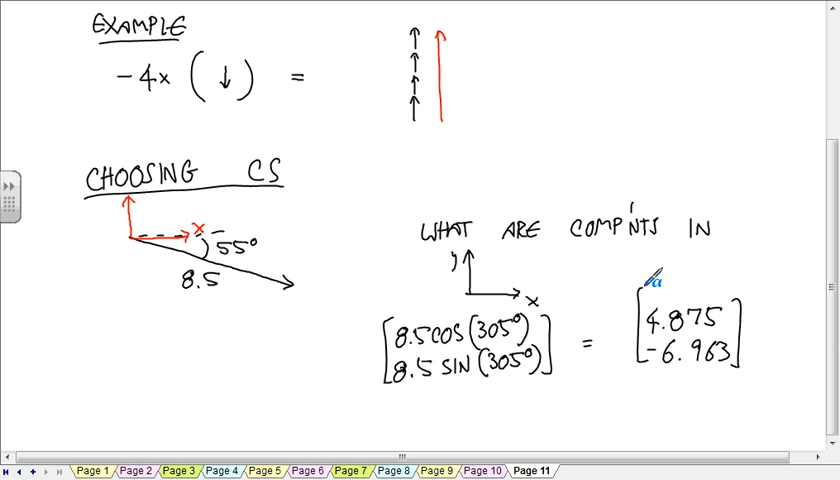 EXAMPLE
-4x (↓) =
CHOOSING CS
x
55°
8.5
WHAT ARE COMP'NTS IN
y
x
[8.5 COS (305°)
8.5 SIN (305°)] = [4.875
-6.963]
Page 1 Page 2 Page 3 Page 4 Page 5 Page 6 Page 7 Page 8 Page 9 Page 10 Page 11